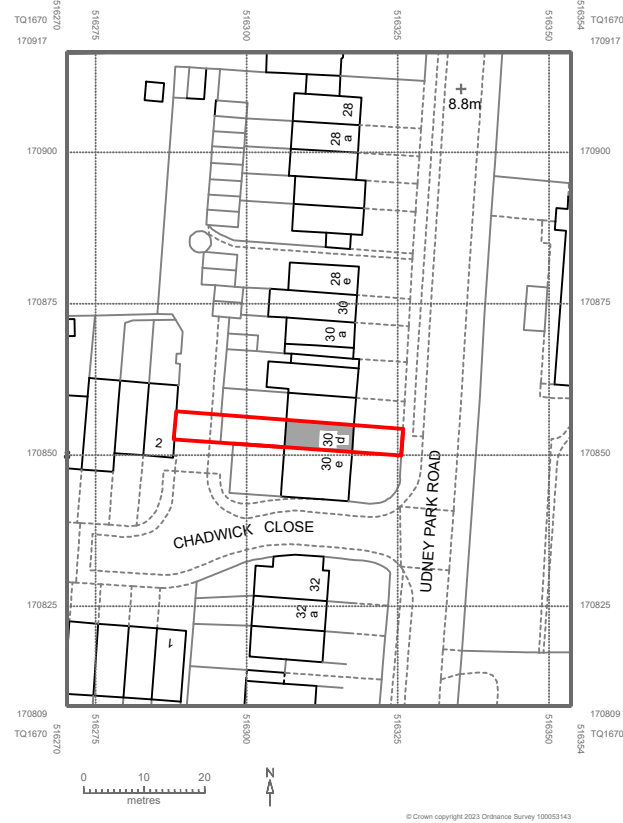 516270 516275 516300 516325 516350 516354
TQ1670 TQ1670
170917 170917
8.8m
28
28 a
170900 170900
28 e
30
170875 170875
30 a
30 d
2
170850 170850
30 e
UDNEY PARK ROAD
CHADWICK CLOSE
32
32 a
170825 170825
1
170809 170809
TQ1670 TQ1670
516270 516275 516300 516325 516350 516354
N
0 10 20
metres
© Crown copyright 2023 Ordnance Survey 100053143